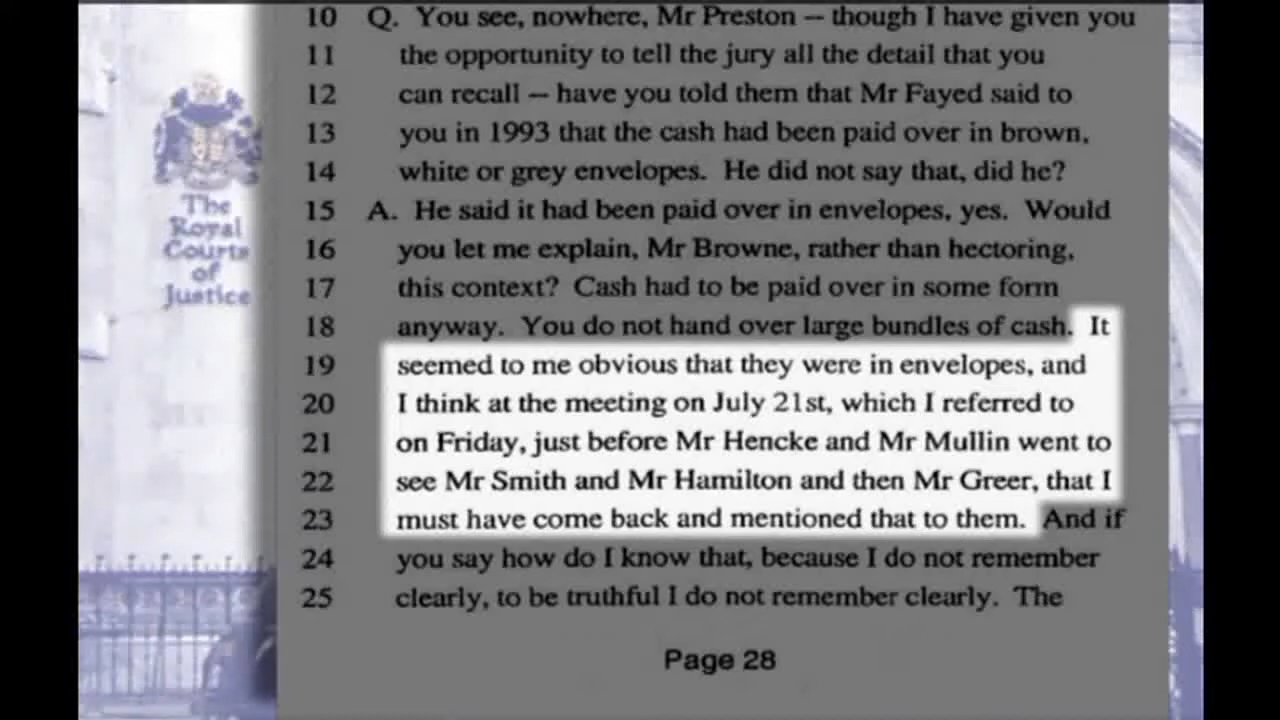 The
Royal
Courts
of
Justice
10 Q. You see, nowhere, Mr Preston – though I have given you
11 the opportunity to tell the jury all the detail that you
12 can recall – have you told them that Mr Fayed said to
13 you in 1993 that the cash had been paid over in brown,
14 white or grey envelopes. He did not say that, did he?
15 A. He said it had been paid over in envelopes, yes. Would
16 you let me explain, Mr Browne, rather than hectoring,
17 this context? Cash had to be paid over in some form
18 anyway. You do not hand over large bundles of cash. It
19 seemed to me obvious that they were in envelopes, and
20 I think at the meeting on July 21st, which I referred to
21 on Friday, just before Mr Hencke and Mr Mullin went to
22 see Mr Smith and Mr Hamilton and then Mr Greer, that I
23 must have come back and mentioned that to them. And if
24 you say how do I know that, because I do not remember
25 clearly, to be truthful I do not remember clearly. The
Page 28